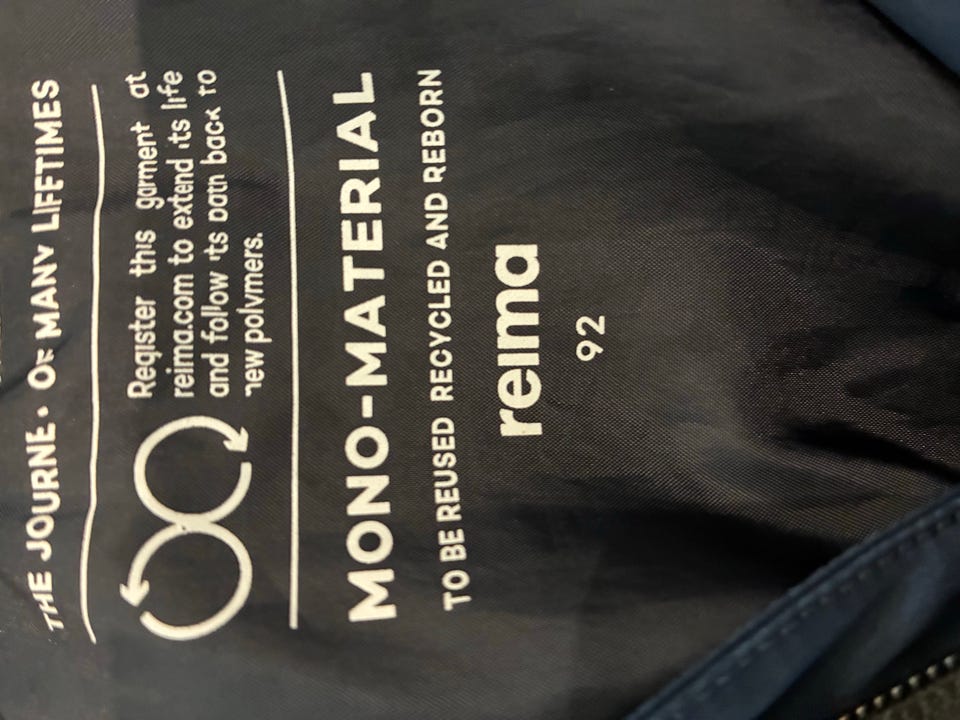 THE JOURNEY OF MANY LIFETIMES
Register this garment at
reima.com to extend its life
and follow its path back to
new polymers.
MONO-MATERIAL
TO BE REUSED RECYCLED AND REBORN
reima
92